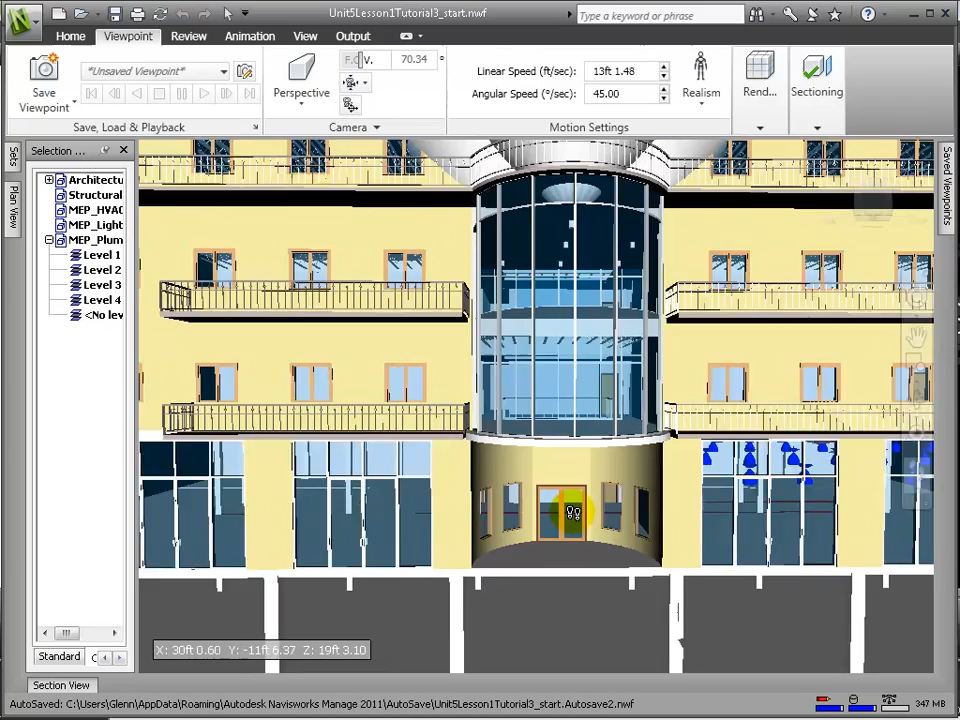 Unit5Lesson1Tutorial3_start.nwf
Type a keyword or phrase
Home Viewpoint Review Animation View Output
*Unsaved Viewpoint*
Save Viewpoint
Save, Load & Playback
Perspective
V. 70.34 °
Camera
Linear Speed (ft/sec): 13ft 1.48
Angular Speed (°/sec): 45.00
Motion Settings
Realism
Rend...
Sectioning
Sets
Plan View
Selection ...
Architectu
Structural
MEP_HVAC
MEP_Light
MEP_Plum
Level 1
Level 2
Level 3
Level 4
<No lev
Standard
Saved Viewpoints
X: 30ft 0.60 Y: -11ft 6.37 Z: 19ft 3.10
Section View
AutoSaved: C:\Users\Glenn\AppData\Roaming\Autodesk Navisworks Manage 2011\AutoSave\Unit5Lesson1Tutorial3_start.Autosave2.nwf
347 MB